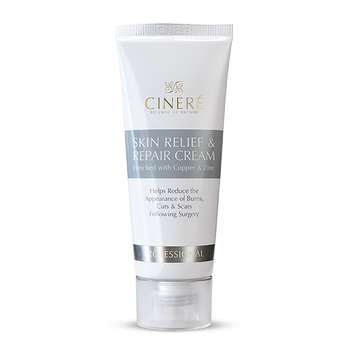 CINERÉ
SKIN RELIEF &
REPAIR CREAM
Enriched with Copper & Zinc
Helps Reduce the
Appearance of Burns,
Cuts & Scars
Following Surgery
PROFESSIONAL